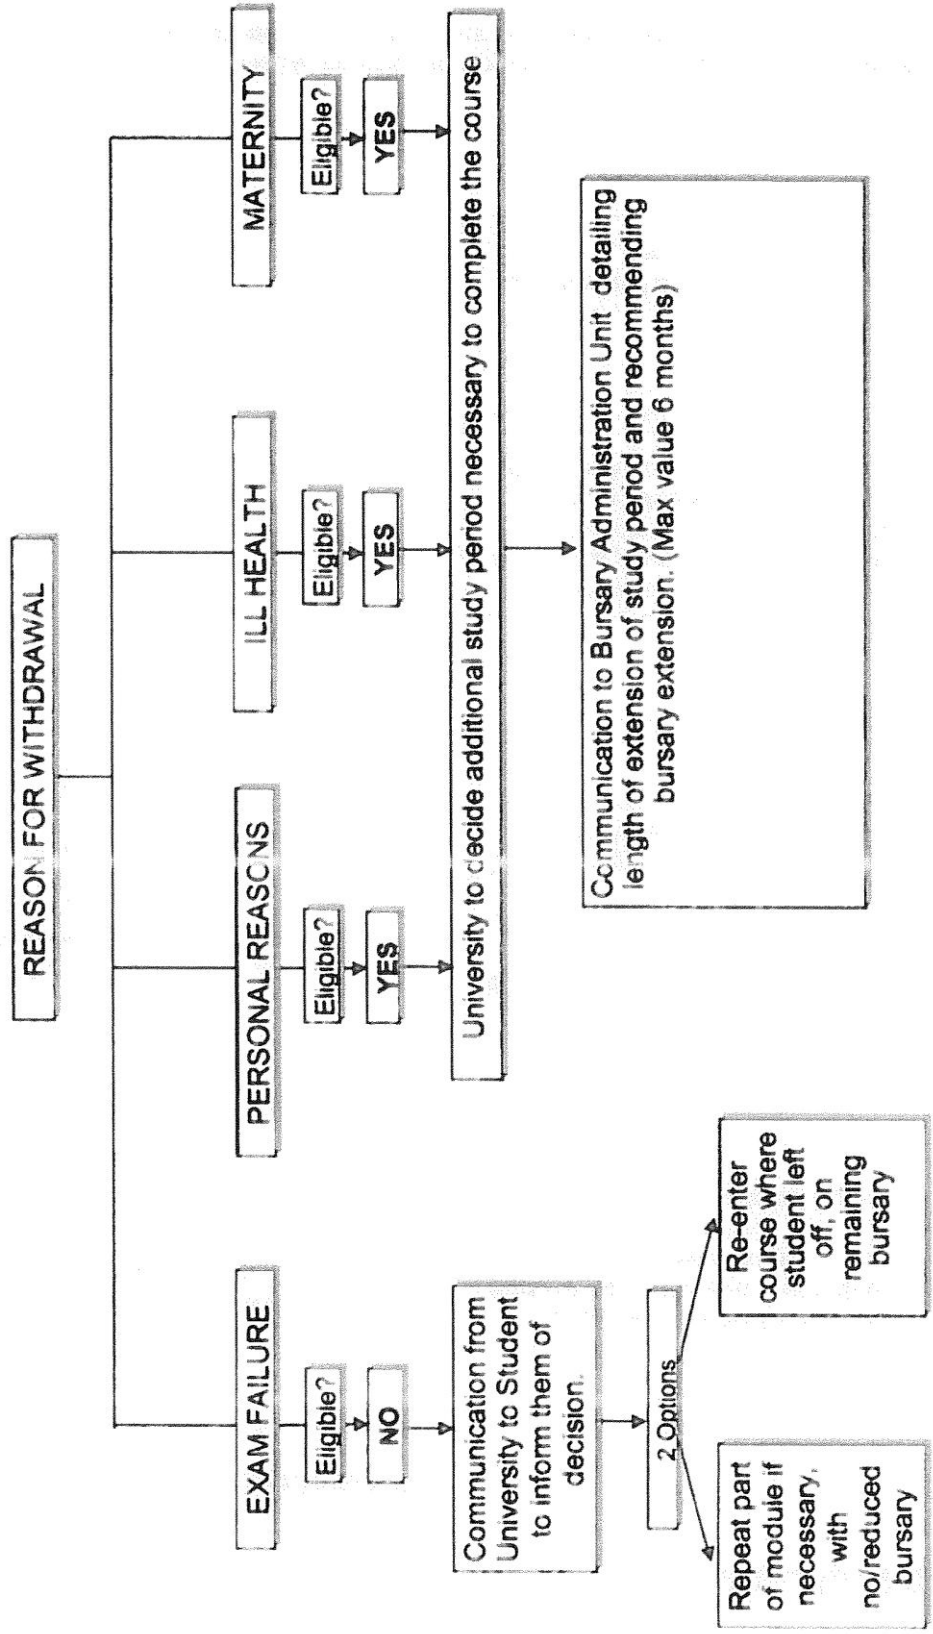 REASON FOR WITHDRAWAL
EXAM FAILURE
PERSONAL REASONS
ILL HEALTH
MATERNITY
Eligible?
Eligible?
Eligible?
Eligible?
NO
YES
YES
YES
Communication from
University to Student
to inform them of
decision.
University to decide additional study period necessary to complete the course
2 Options
Communication to Bursary Administration Unit detailing
length of extension of study period and recommending
bursary extension. (Max value 6 months)
Repeat part
of module if
necessary,
with
no/reduced
bursary
Re-enter
course where
student left
off, on
remaining
bursary